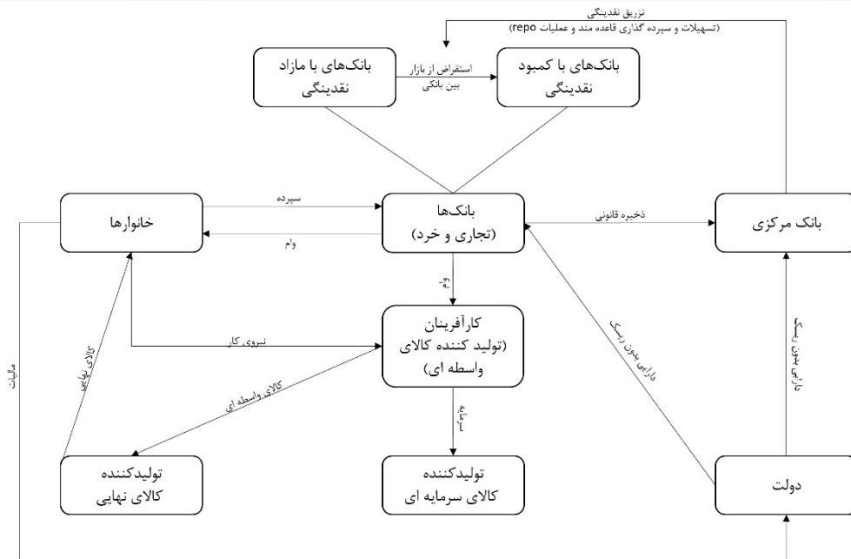 تزریق نقدینگی
(تسهیلات و سپرده گذاری قاعده مند و عملیات repo)
بانک‌های با کمبود
نقدینگی
استقراض از بازار
بین بانکی
بانک‌های با مازاد
نقدینگی
بانک مرکزی
ذخیره قانونی
بانک‌ها
(تجاری و خرد)
سپرده
وام
خانوارها
وام
کارآفرینان
(تولید کننده کالای
واسطه ای)
نیروی کار
کالای نهایی
کالای واسطه ای
سرمایه
دارایی بدون ریسک
دارایی بدون ریسک
مالیات
دولت
تولیدکننده
کالای سرمایه ای
تولیدکننده
کالای نهایی